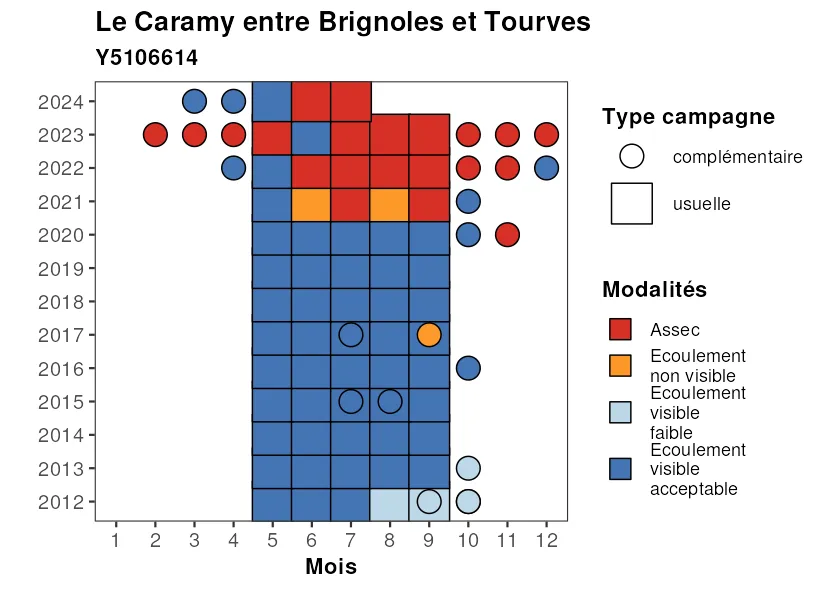 Le Caramy entre Brignoles et Tourves
Y5106614
2024
2023
2022
2021
2020
2019
2018
2017
2016
2015
2014
2013
2012
1 2 3 4 5 6 7 8 9 10 11 12
Mois
Type campagne
complémentaire
usuelle
Modalités
Assec
Ecoulement
non visible
Ecoulement
visible
faible
Ecoulement
visible
acceptable